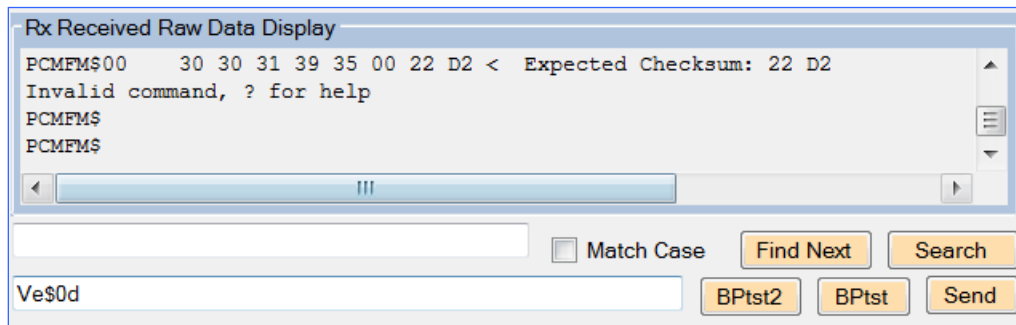 Rx Received Raw Data Display
PCMFM$00    30 30 31 39 35 00 22 D2 <  Expected Checksum: 22 D2
Invalid command, ? for help
PCMFM$
PCMFM$
Match Case Find Next Search
Ve$0d BPtst2 BPtst Send